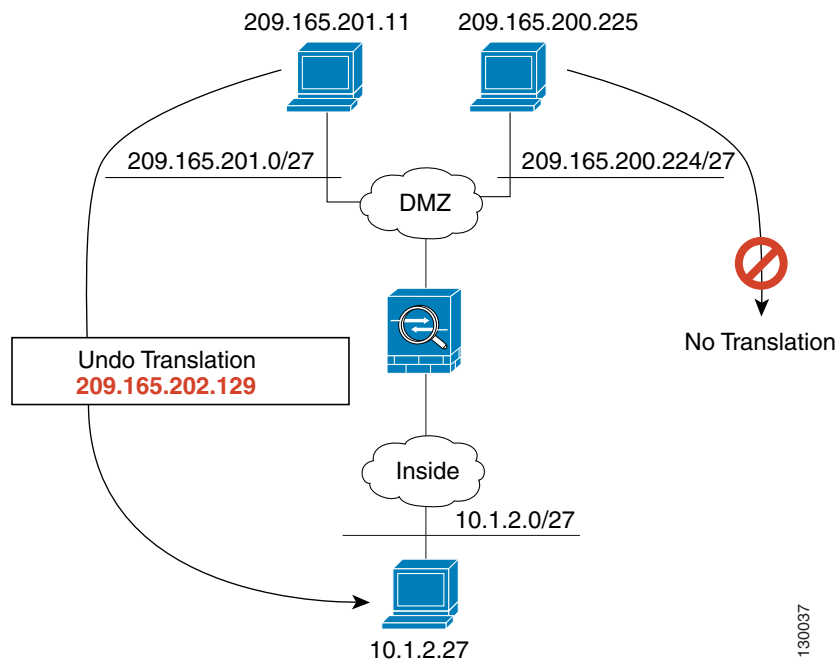 209.165.201.11
209.165.200.225
209.165.201.0/27
209.165.200.224/27
DMZ
No Translation
Undo Translation
209.165.202.129
Inside
10.1.2.0/27
10.1.2.27
130037